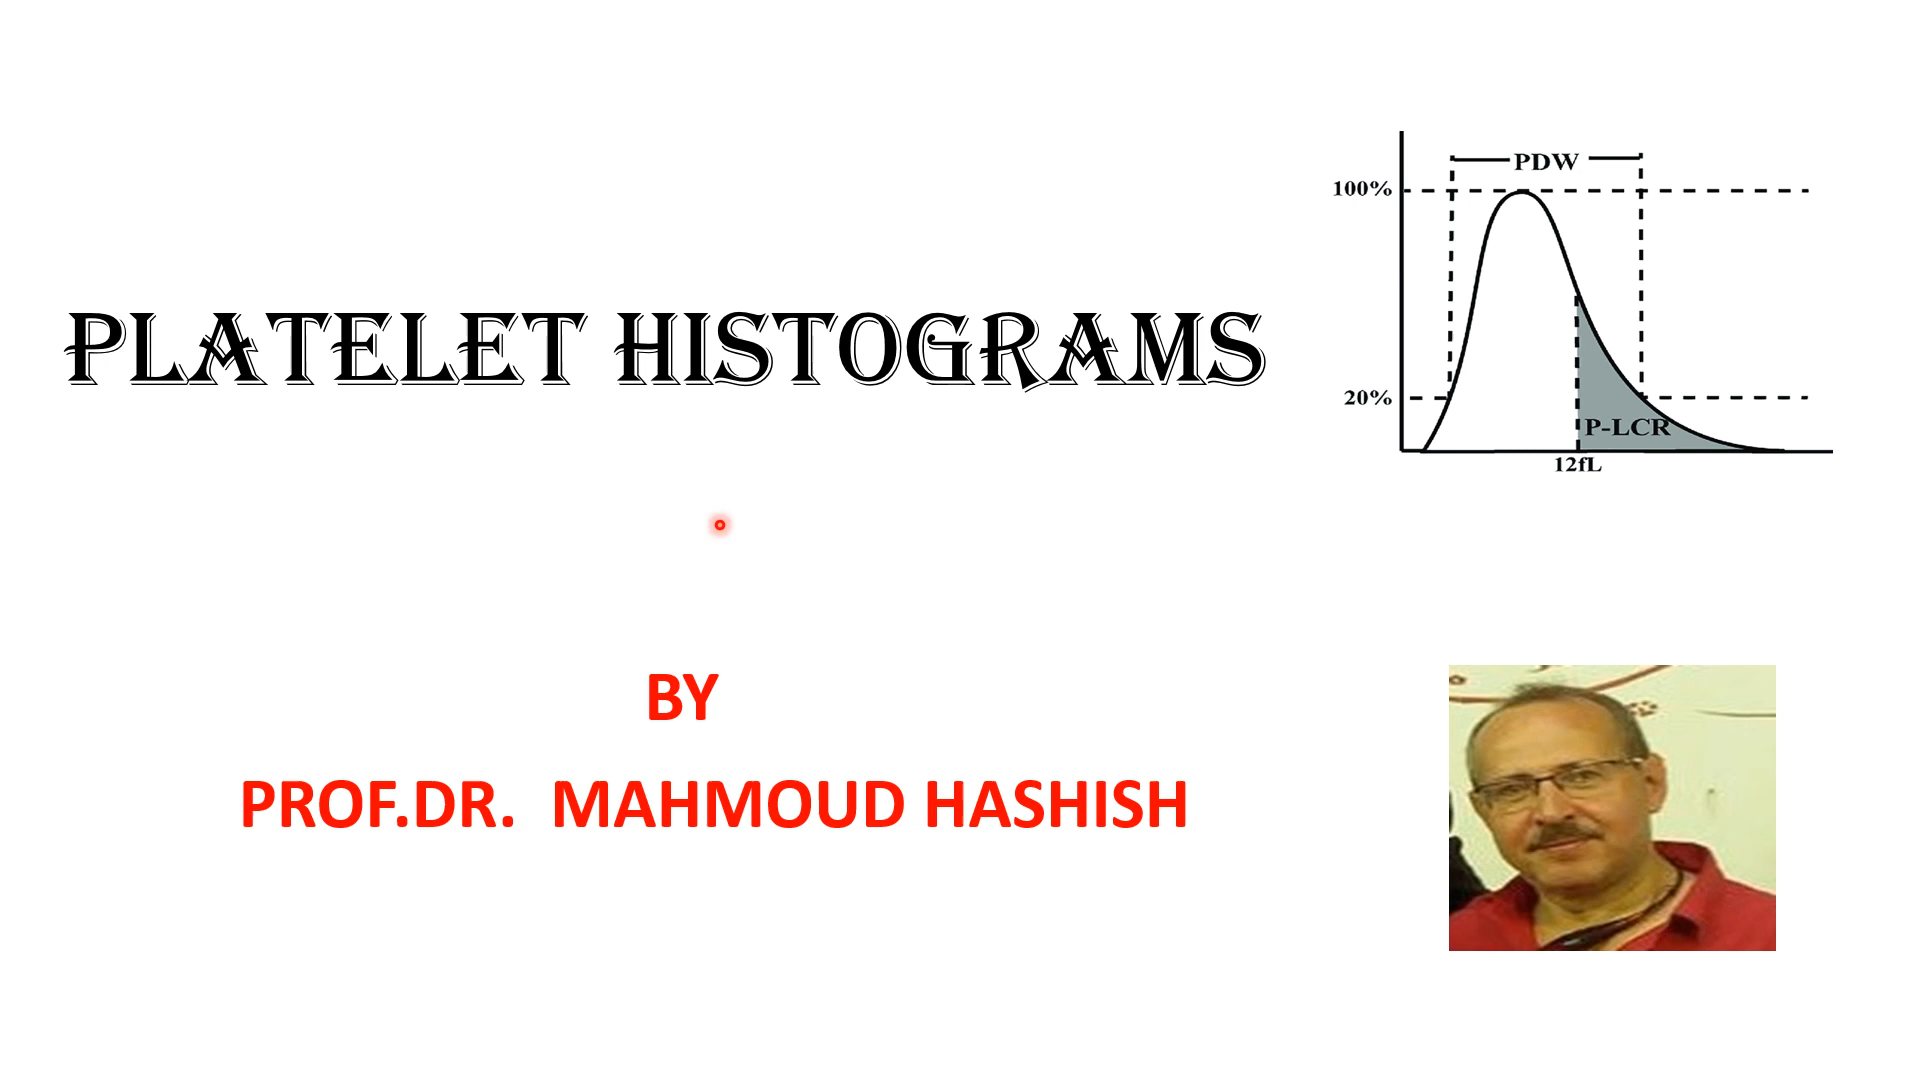 PLATELET HISTOGRAMS
BY
PROF.DR. MAHMOUD HASHISH
PDW
100%
20%
P-LCR
12fL